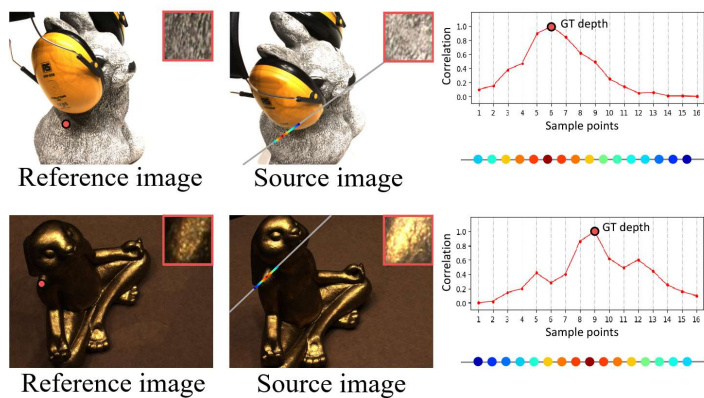 RS
RS
Reference image
Source image
Correlation
1.0
0.8
0.6
0.4
0.2
0.0
GT depth
1 2 3 4 5 6 7 8 9 10 11 12 13 14 15 16
Sample points
Reference image
Source image
Correlation
1.0
0.8
0.6
0.4
0.2
0.0
GT depth
1 2 3 4 5 6 7 8 9 10 11 12 13 14 15 16
Sample points